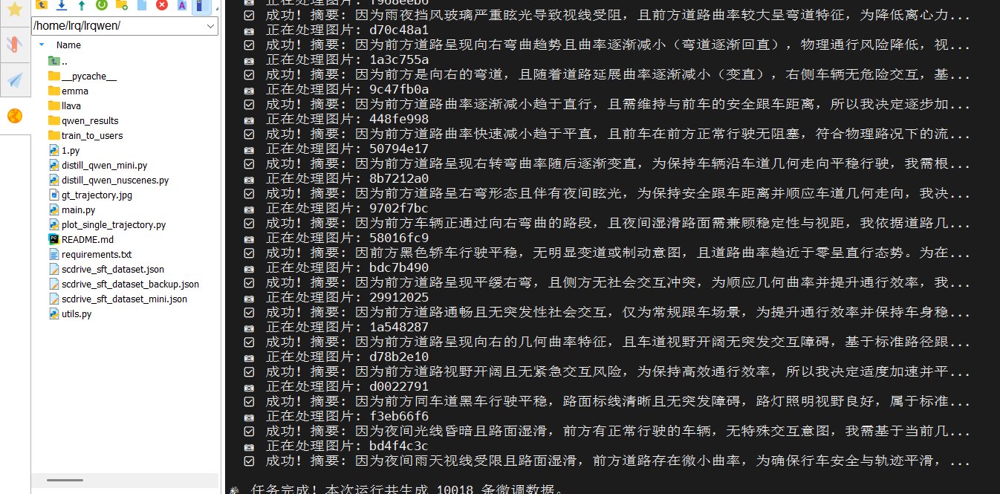 /home/lrq/lrqwen/
Name
..
__pycache__
emma
llava
qwen_results
train_to_users
1.py
distill_qwen_mini.py
distill_qwen_nuscenes.py
gt_trajectory.jpg
main.py
plot_single_trajectory.py
README.md
requirements.txt
scdrive_sft_dataset.json
scdrive_sft_dataset_backup.json
scdrive_sft_dataset_mini.json
utils.py
正在处理图片: f968eeb6
成功! 摘要: 因为雨夜挡风玻璃严重眩光导致视线受阻，且前方道路曲率较大呈弯道特征，为降低离心力...
正在处理图片: d70c48a1
成功! 摘要: 因为前方道路呈现向右弯曲趋势且曲率逐渐减小（弯道逐渐回直），物理通行风险降低，视...
正在处理图片: 1a3c755a
成功! 摘要: 因为前方是向右的弯道，且随着道路延展曲率逐渐减小（变直），右侧车辆无危险交互，基...
正在处理图片: 9c47fb0a
成功! 摘要: 因为前方道路曲率逐渐减小趋于直行，且需维持与前车的安全跟车距离，所以我决定逐步加...
正在处理图片: 448fe998
成功! 摘要: 因为前方道路曲率快速减小趋于平直，且前车在前方正常行驶无阻塞，符合物理路况下的流...
正在处理图片: 50794e17
成功! 摘要: 因为前方道路呈现右转弯曲率随后逐渐变直，为保持车辆沿车道几何走向平稳行驶，我需根...
正在处理图片: 8b7212a0
成功! 摘要: 因为前方道路呈右弯形态且伴有夜间眩光，为保持安全跟车距离并顺应车道几何走向，我决...
正在处理图片: 9702f7bc
成功! 摘要: 因为前方车辆正通过向右弯曲的路段，且夜间湿滑路面需兼顾稳定性与视距，我依据道路几...
正在处理图片: 58016fc9
成功! 摘要: 因前方黑色轿车行驶平稳，无明显变道或制动意图，且道路曲率趋近于零呈直行态势。为在...
正在处理图片: bdc7b490
成功! 摘要: 因为前方道路呈现平缓右弯，且侧方无社会交互冲突，为顺应几何曲率并提升通行效率，我...
正在处理图片: 29912025
成功! 摘要: 因为前方道路通畅且无突发性社会交互，仅为常规跟车场景，为提升通行效率并保持车身稳...
正在处理图片: 1a548287
成功! 摘要: 因为前方道路呈现向右的几何曲率特征，且车道视野开阔无突发交互障碍，基于标准路径跟...
正在处理图片: d78b2e10
成功! 摘要: 因为前方道路视野开阔且无紧急交互风险，为保持高效通行效率，所以我决定适度加速并平...
正在处理图片: d0022791
成功! 摘要: 因为前方同车道黑车行驶平稳，路面标线清晰且无突发障碍，路灯照明视野良好，属于标准...
正在处理图片: f3eb66f6
成功! 摘要: 因为夜间光线昏暗且路面湿滑，前方有正常行驶的车辆，无特殊交互意图，我需基于当前几...
正在处理图片: bd4f4c3c
成功! 摘要: 因为夜间雨天视线受限且路面湿滑，前方道路存在微小曲率，为确保行车安全与轨迹平滑，...
任务完成! 本次运行共生成 10018 条微调数据。